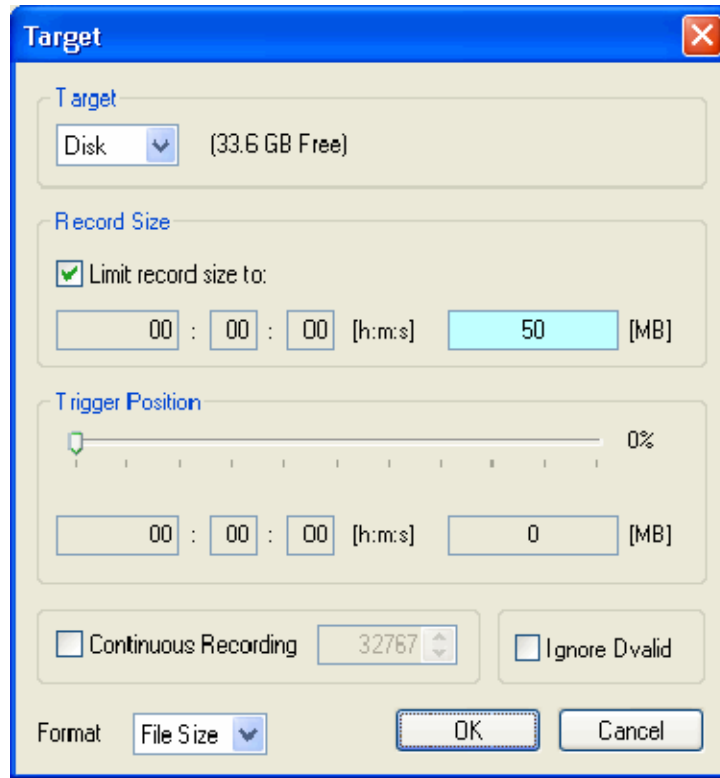 Target
Target
Disk (33.6 GB Free)
Record Size
Limit record size to:
00 : 00 : 00 [h:m:s] 50 [MB]
Trigger Position
0%
00 : 00 : 00 [h:m:s] 0 [MB]
Continuous Recording 32767 Ignore Dvalid
Format File Size OK Cancel